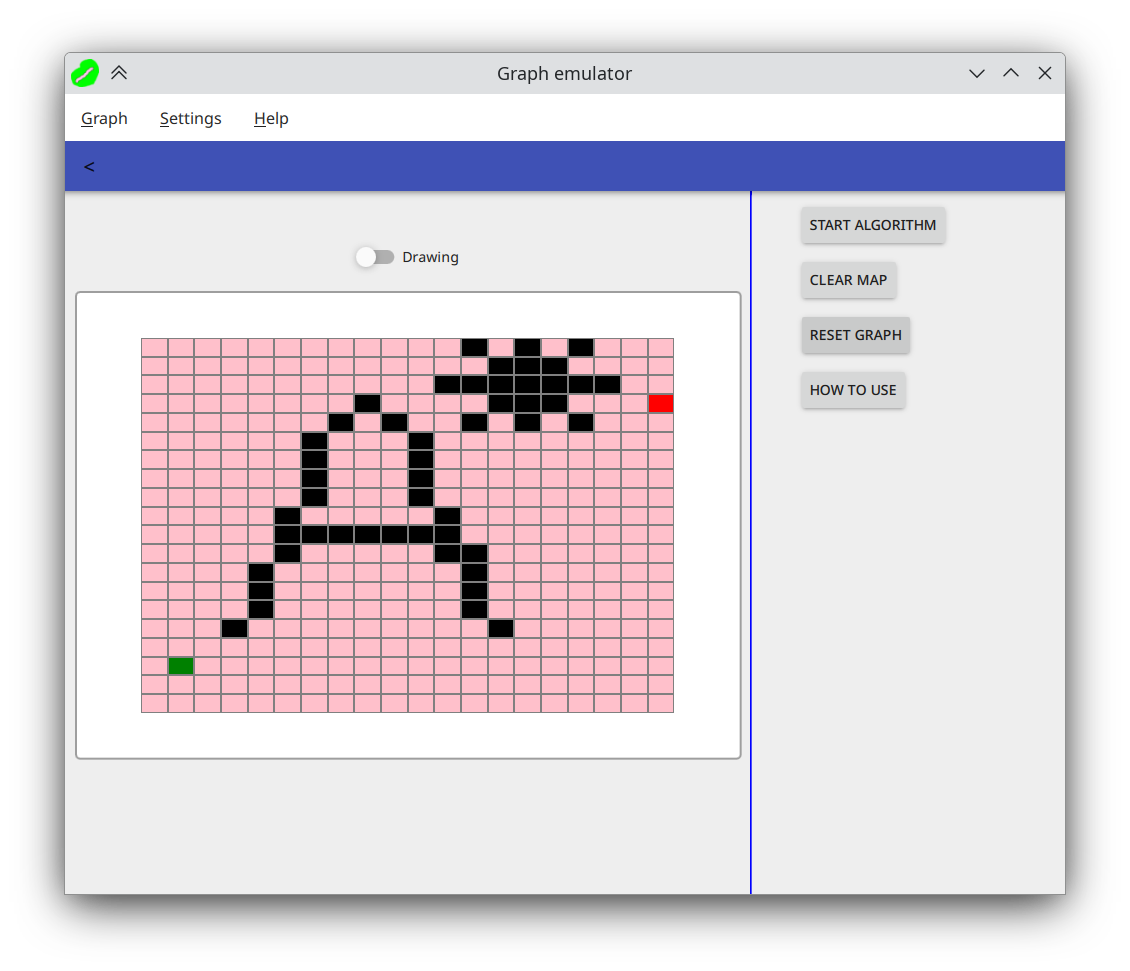 Graph emulator
Graph Settings Help
<
START ALGORITHM
Drawing
CLEAR MAP
RESET GRAPH
HOW TO USE